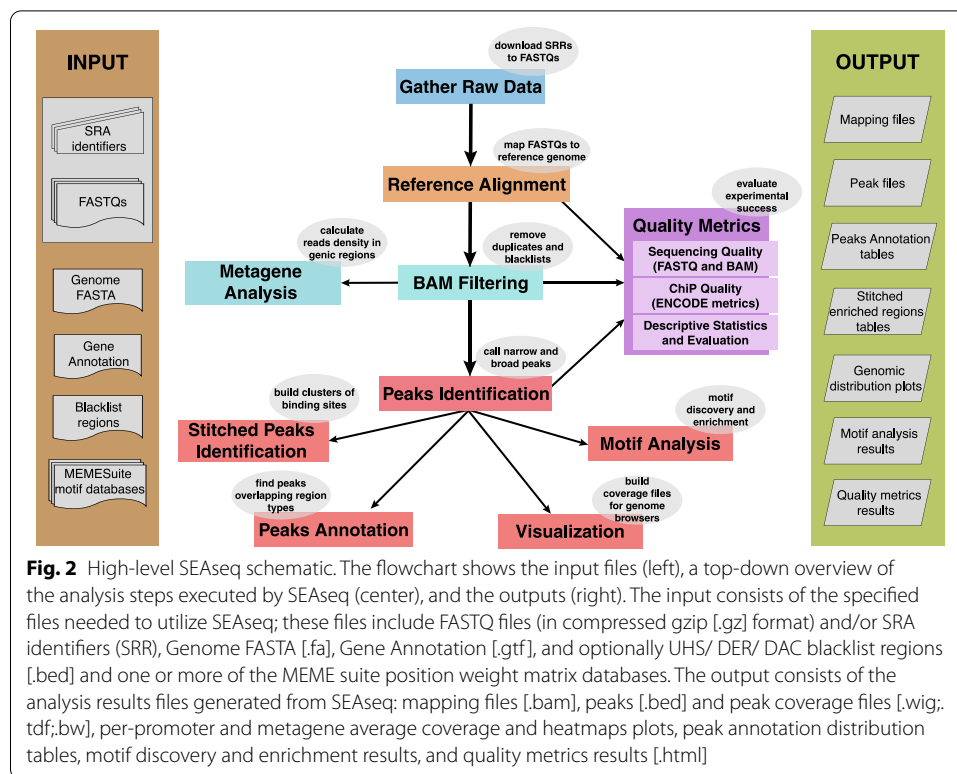 INPUT
SRA
identifiers
FASTQs
Genome
FASTA
Gene
Annotation
Blacklist
regions
MEMESuite
motif databases
download SRRs
to FASTQs
Gather Raw Data
map FASTQs to
reference genome
Reference Alignment
calculate
reads density in
genic regions
remove
duplicates and
blacklists
Metagene
Analysis
BAM Filtering
evaluate
experimental
success
Quality Metrics
Sequencing Quality
(FASTQ and BAM)
ChiP Quality
(ENCODE metrics)
Descriptive Statistics
and Evaluation
call narrow and
broad peaks
Peaks Identification
build clusters of
binding sites
Stitched Peaks
Identification
motif
discovery and
enrichment
Motif Analysis
find peaks
overlapping region
types
Peaks Annotation
build
coverage files
for genome
browsers
Visualization
OUTPUT
Mapping files
Peak files
Peaks Annotation
tables
Stitched
enriched regions
tables
Genomic
distribution plots
Motif analysis
results
Quality metrics
results
Fig. 2 High-level SEAseq schematic. The flowchart shows the input files (left), a top-down overview of
the analysis steps executed by SEAseq (center), and the outputs (right). The input consists of the specified
files needed to utilize SEAseq; these files include FASTQ files (in compressed gzip [.gz] format) and/or SRA
identifiers (SRR), Genome FASTA [.fa], Gene Annotation [.gtf], and optionally UHS/ DER/ DAC blacklist regions
[.bed] and one or more of the MEME suite position weight matrix databases. The output consists of the
analysis results files generated from SEAseq: mapping files [.bam], peaks [.bed] and peak coverage files [.wig;.
tdf;.bw], per-promoter and metagene average coverage and heatmaps plots, peak annotation distribution
tables, motif discovery and enrichment results, and quality metrics results [.html]